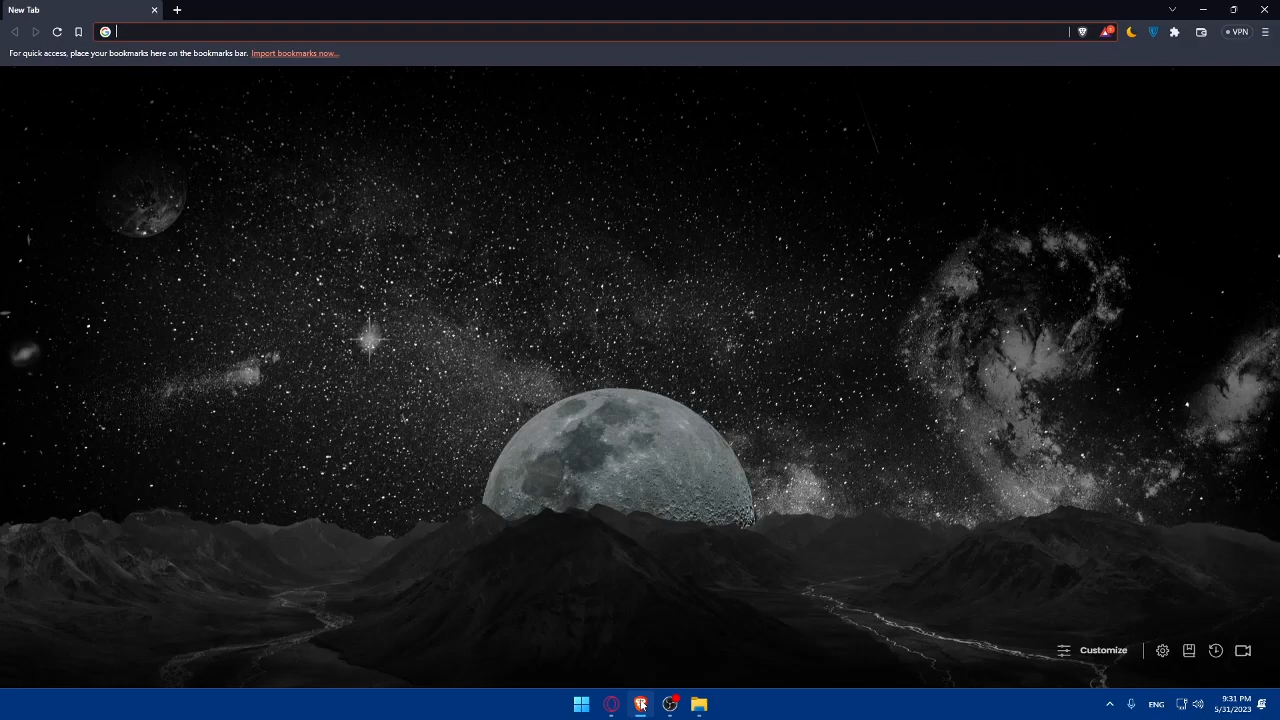 New Tab
VPN
For quick access, place your bookmarks here on the bookmarks bar. Import bookmarks now...
Customize
ENG
9:31 PM
5/31/2023